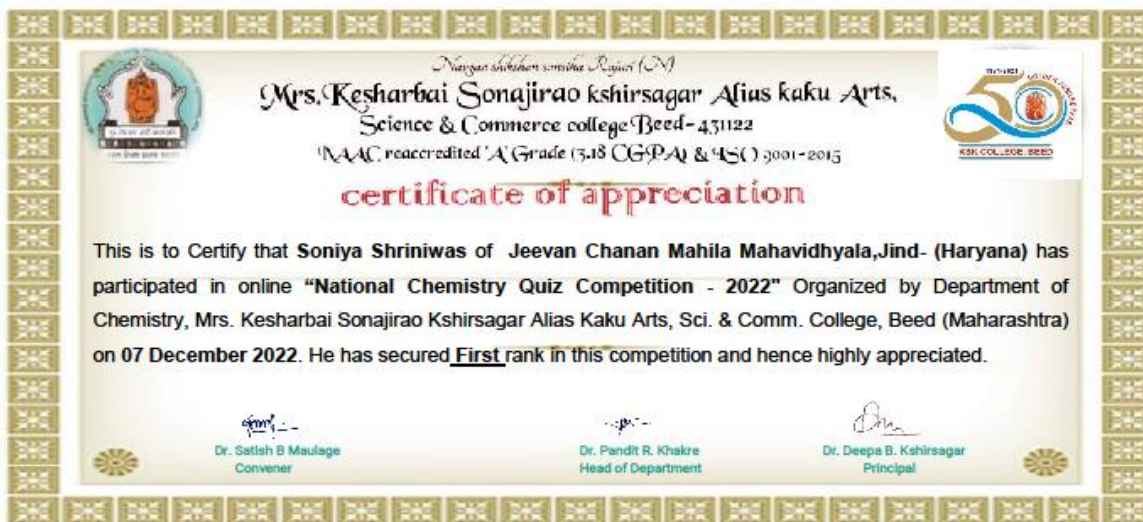 Navgan shikshan sanstha Rajuri (N)
Mrs.Kesharbai Sonajirao kshirsagar Alias kaku Arts,
Science & Commerce college Beed-431122
NAAC reaccredited 'A' Grade (3.18 CGPA) & ISO 9001-2015
certificate of appreciation
KSK COLLEGE, BEED
This is to Certify that Soniya Shriniwas of Jeevan Chanan Mahila Mahavidhyala,Jind- (Haryana) has
participated in online “National Chemistry Quiz Competition - 2022" Organized by Department of
Chemistry, Mrs. Kesharbai Sonajirao Kshirsagar Alias Kaku Arts, Sci. & Comm. College, Beed (Maharashtra)
on 07 December 2022. He has secured First rank in this competition and hence highly appreciated.
Dr. Satish B Maulage
Convener
Dr. Pandit R. Khakre
Head of Department
Dr. Deepa B. Kshirsagar
Principal